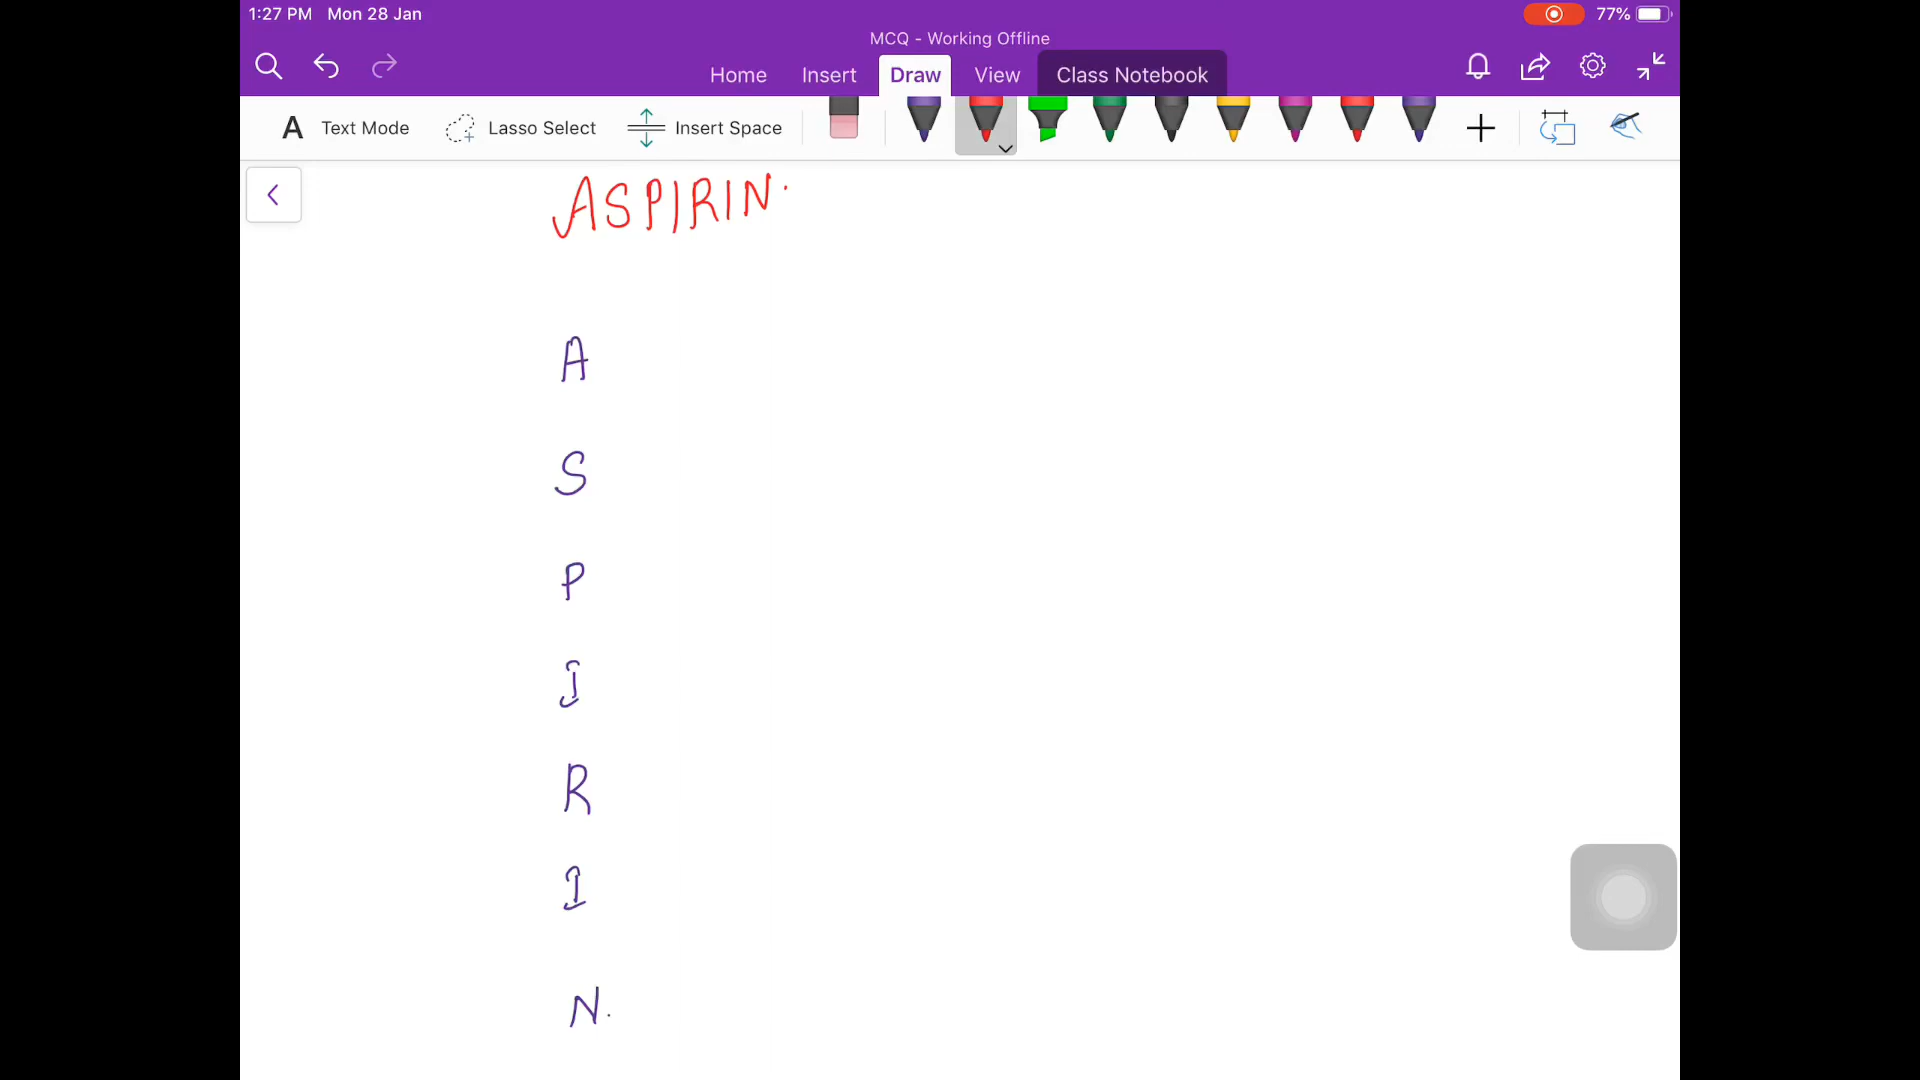 1:27 PM Mon 28 Jan 77%
MCQ - Working Offline
Home Insert Draw View Class Notebook
A Text Mode Lasso Select Insert Space
ASPIRIN.
A
S
P
I
R
I
N.